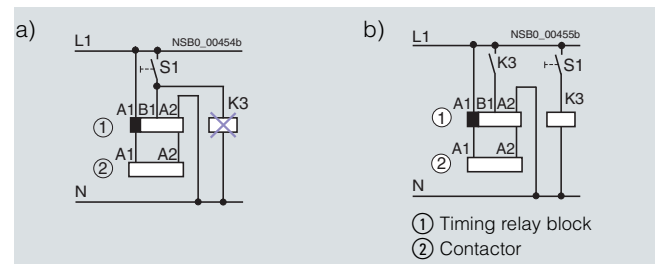 a)
L1
NSB0_00454b
S1
K3
A1 B1 A2
1
A1 A2
2
N
b)
L1
NSB0_00455b
K3
S1
K3
A1 B1 A2
1
A1 A2
2
N
1 Timing relay block
2 Contactor